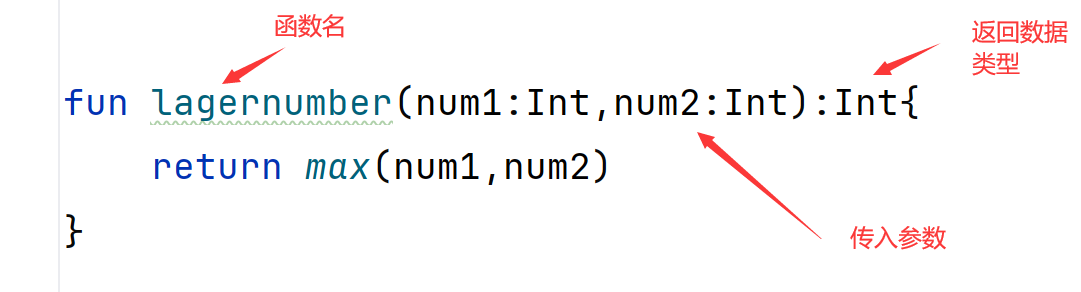 函数名
返回数据
类型
fun lagernumber(num1:Int,num2:Int):Int{
return max(num1,num2)
}
传入参数